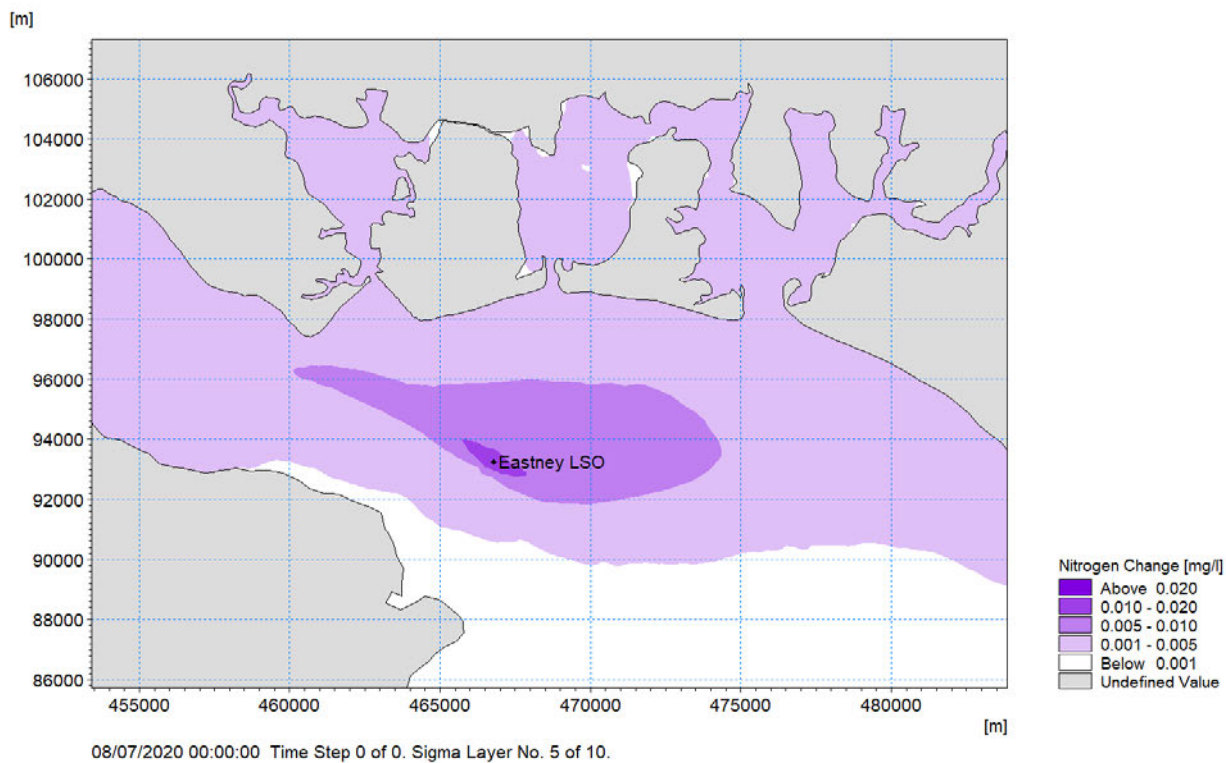 [m]
106000
104000
102000
100000
98000
96000
94000
92000
90000
88000
86000
Eastney LSO
455000 460000 465000 470000 475000 480000
[m]
Nitrogen Change [mg/l]
Above 0.020
0.010 - 0.020
0.005 - 0.010
0.001 - 0.005
Below 0.001
Undefined Value
08/07/2020 00:00:00 Time Step 0 of 0. Sigma Layer No. 5 of 10.